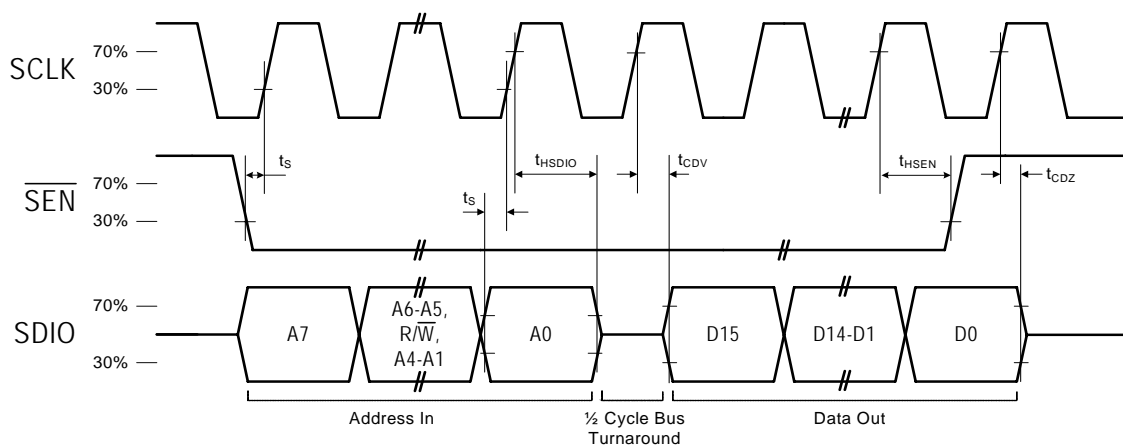 SCLK
70%
30%
SEN
70%
30%
tS
tS
tHSDIO
tCDV
tHSEN
tCDZ
SDIO
70%
30%
A7
A6-A5,
R/W,
A4-A1
A0
D15
D14-D1
D0
Address In
½ Cycle Bus
Turnaround
Data Out